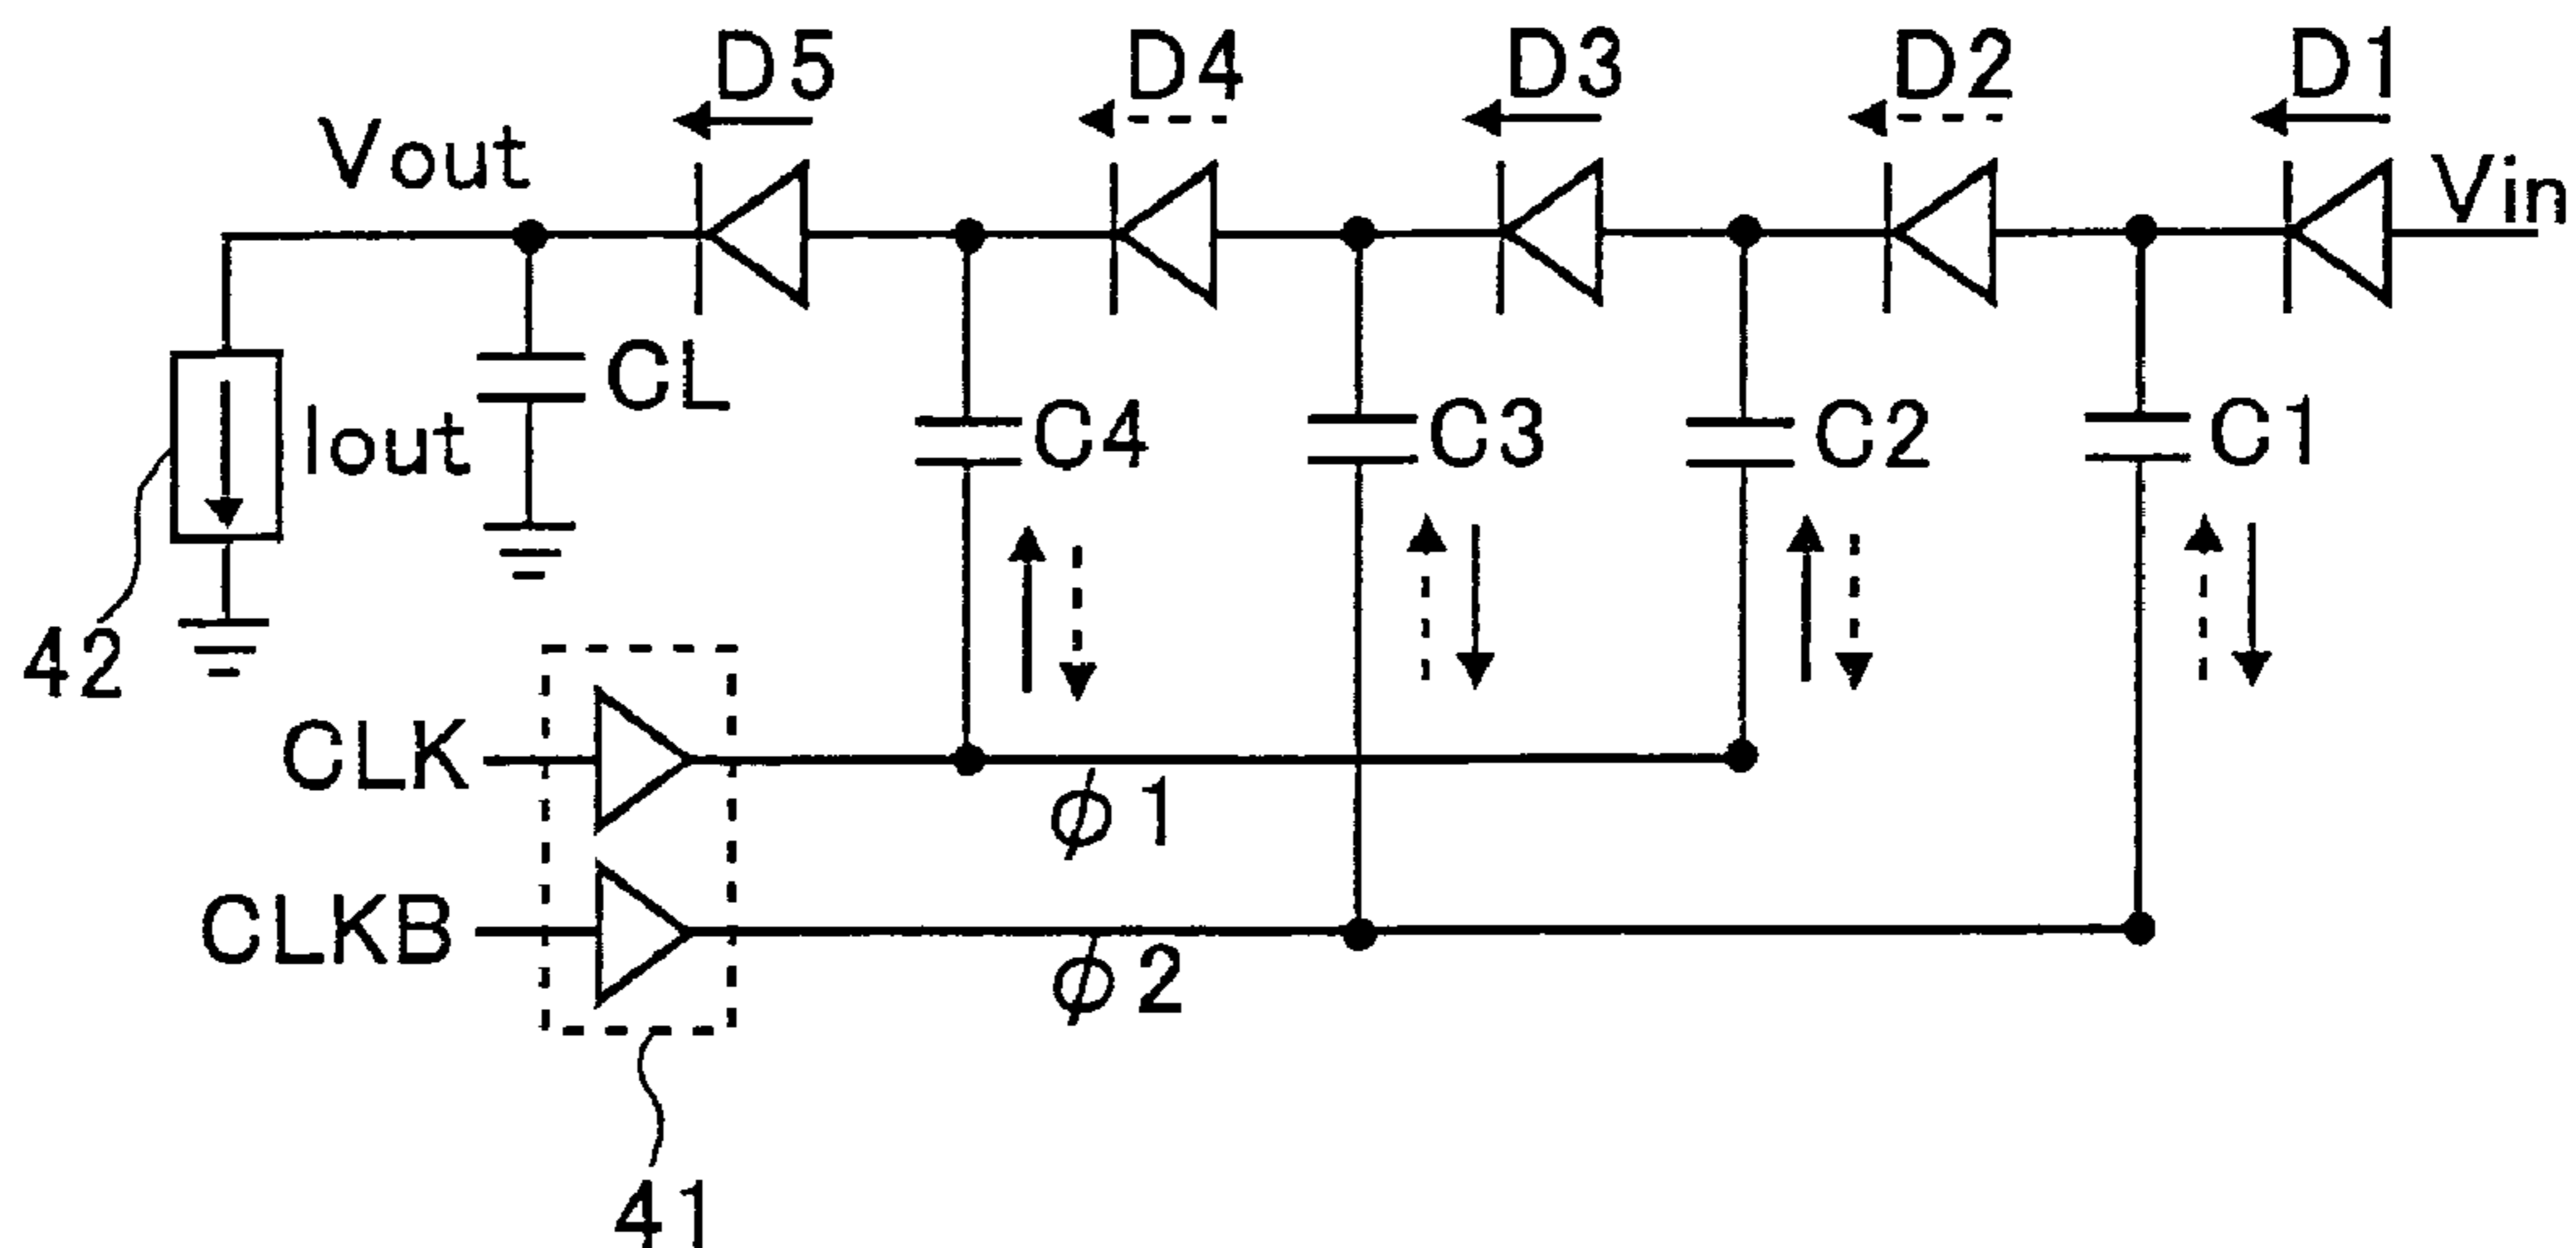 D5 D4 D3 D2 D1
Vout
Vin
CL
C4 C3 C2 C1
Iout
42
CLK
ϕ1
CLKB
ϕ2
41